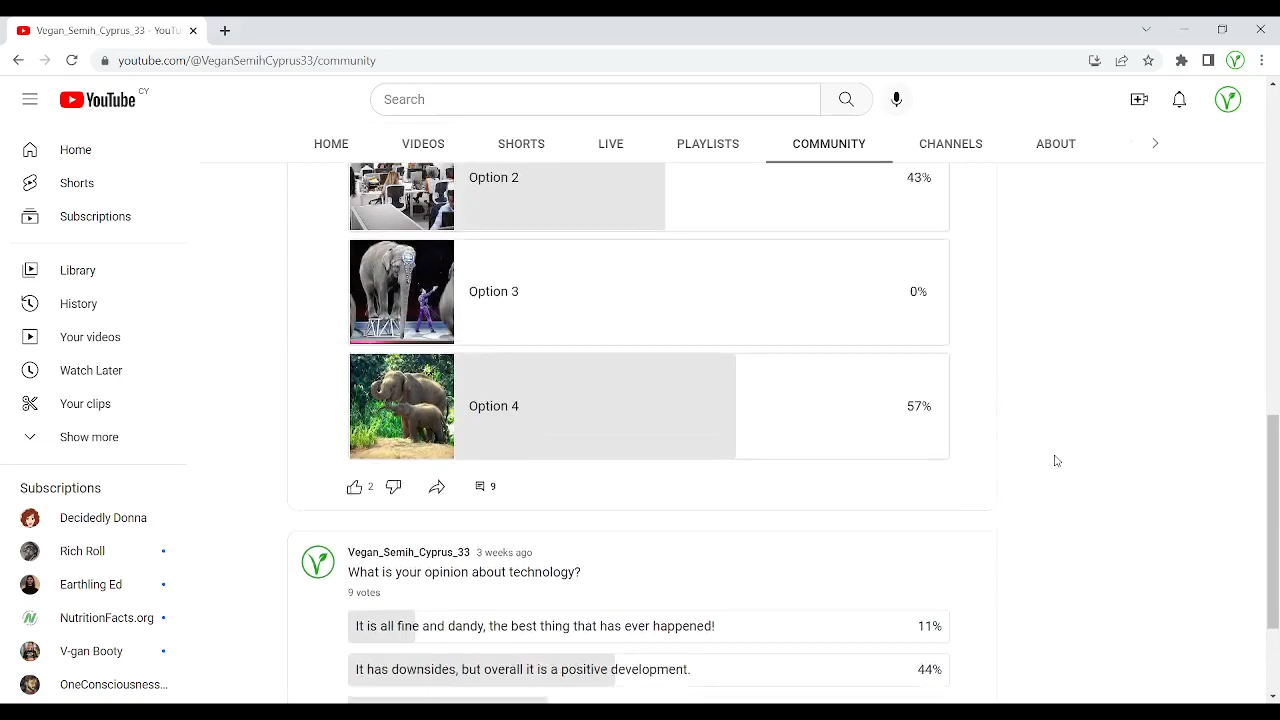 Vegan_Semih_Cyprus_33 - YouTu
youtube.com/@VeganSemihCyprus33/community
YouTube CY
Search
HOME VIDEOS SHORTS LIVE PLAYLISTS COMMUNITY CHANNELS ABOUT
Home
Shorts
Subscriptions
Library
History
Your videos
Watch Later
Your clips
Show more
Subscriptions
Decidedly Donna
Rich Roll
Earthling Ed
NutritionFacts.org
V-gan Booty
OneConsciousness...
Option 2 43%
Option 3 0%
Option 4 57%
2 9
Vegan_Semih_Cyprus_33 3 weeks ago
What is your opinion about technology?
9 votes
It is all fine and dandy, the best thing that has ever happened! 11%
It has downsides, but overall it is a positive development. 44%